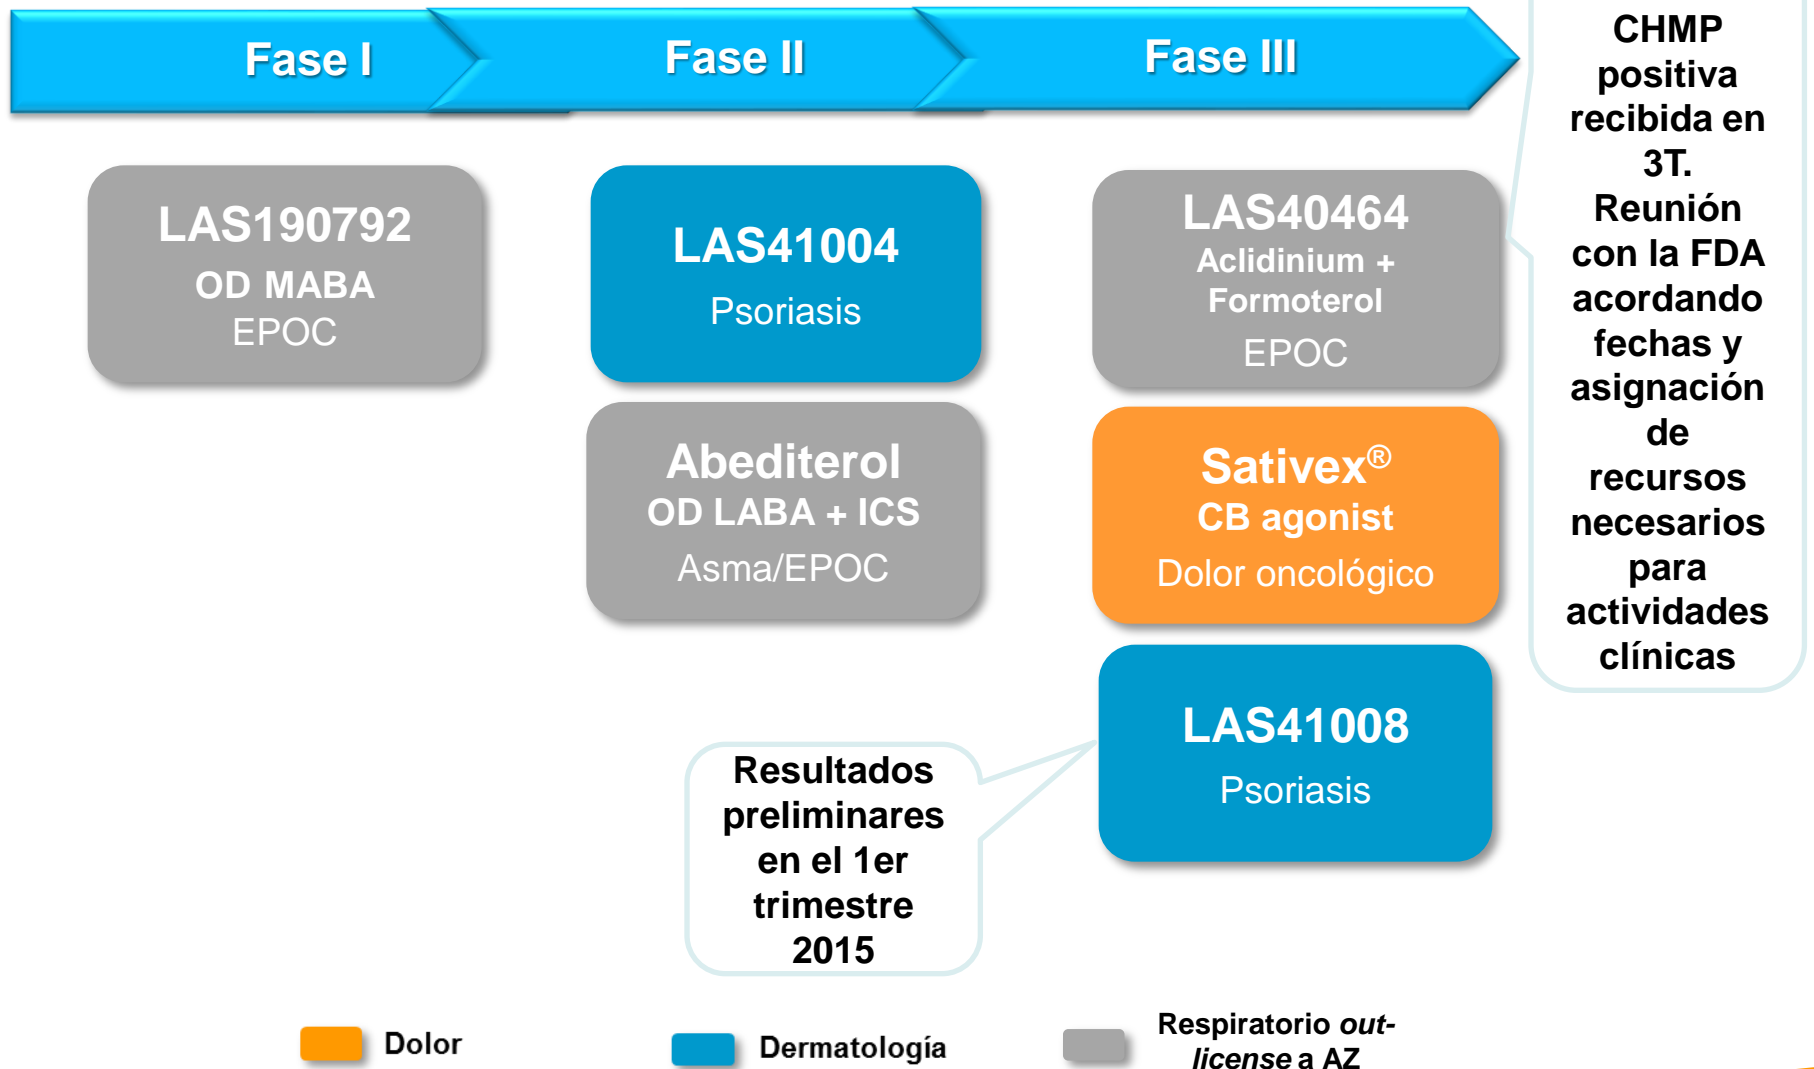 Fase I
Fase II
Fase III
CHMP
positiva
recibida en
3T.
Reunión
con la FDA
acordando
fechas y
asignación
de
recursos
necesarios
para
actividades
clínicas
LAS190792
OD MABA
EPOC
LAS41004
Psoriasis
LAS40464
Aclidinium +
Formoterol
EPOC
Abediterol
OD LABA + ICS
Asma/EPOC
Sativex®
CB agonist
Dolor oncológico
LAS41008
Psoriasis
Resultados
preliminares
en el 1er
trimestre
2015
Dolor
Dermatología
Respiratorio out-
license a AZ